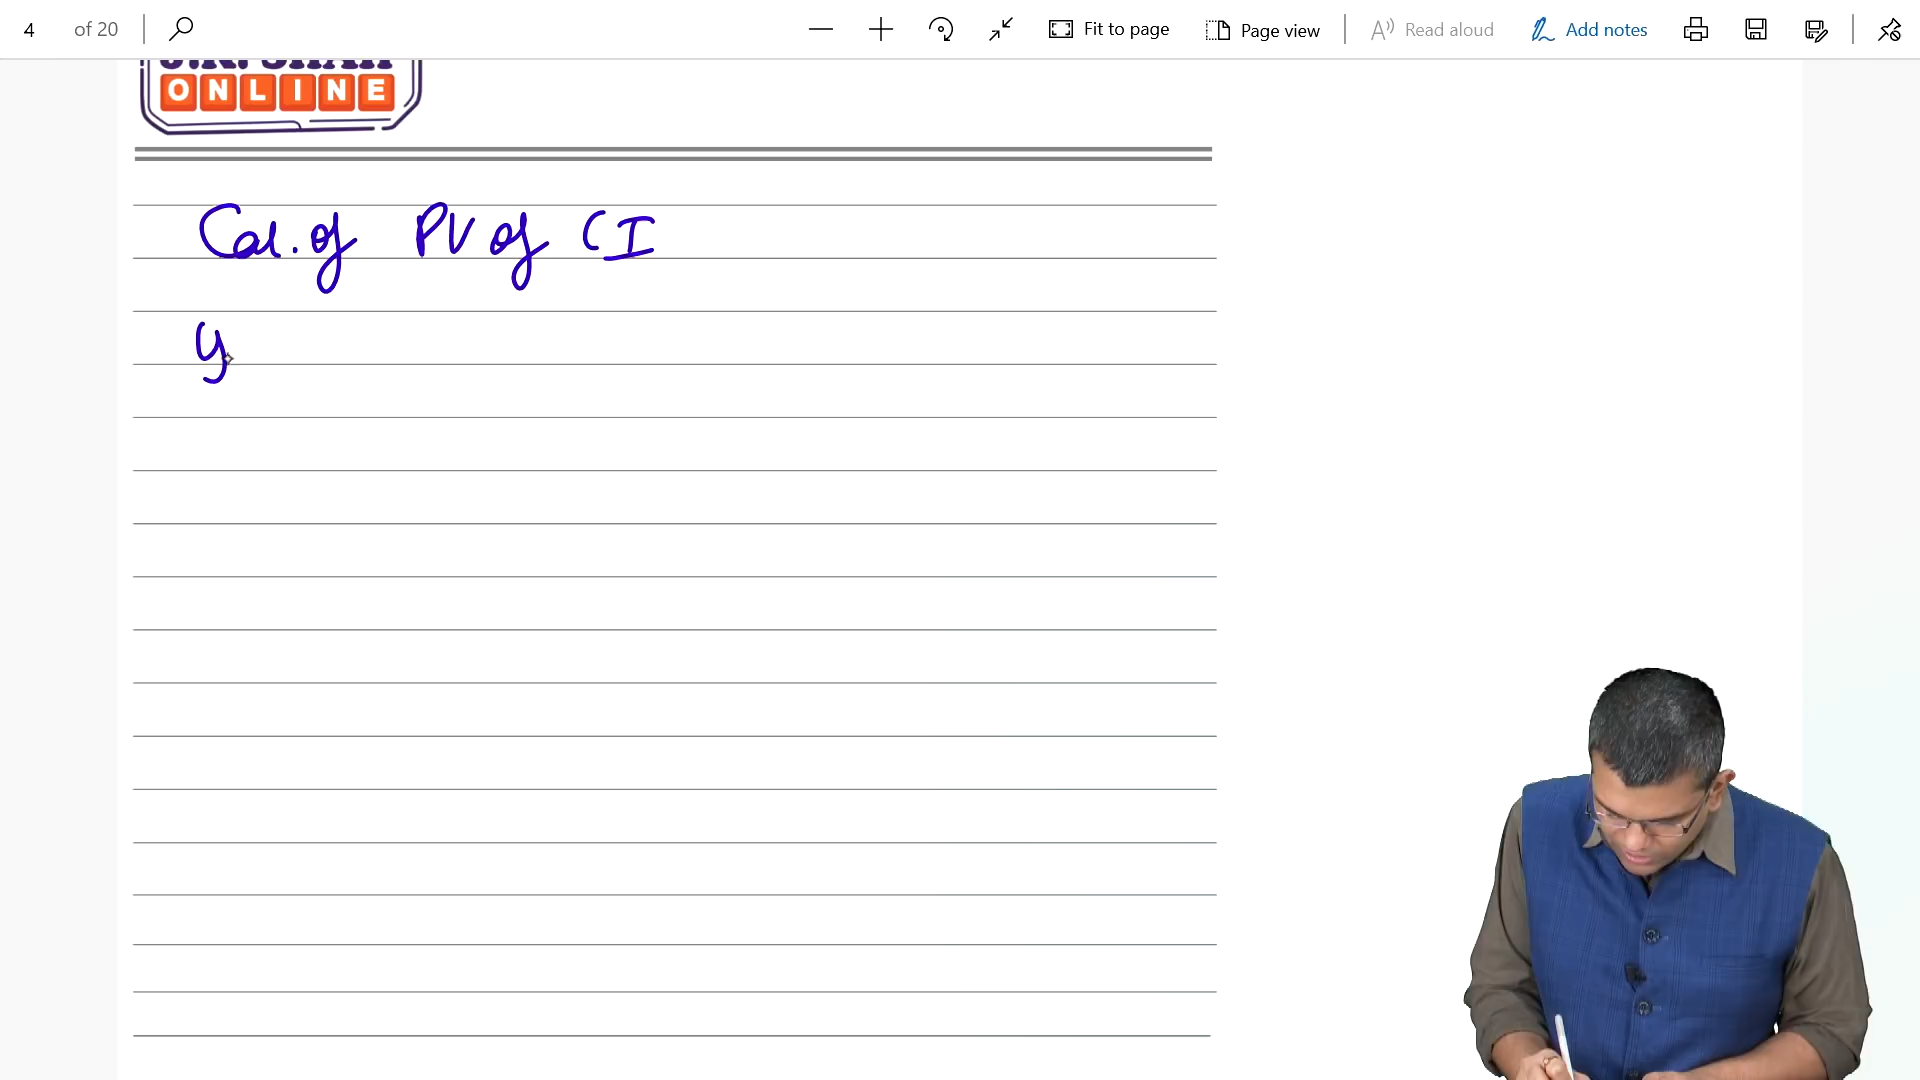 4 of 20 Fit to page Page view Read aloud Add notes
ONLINE
Cal. of PV of CI
y